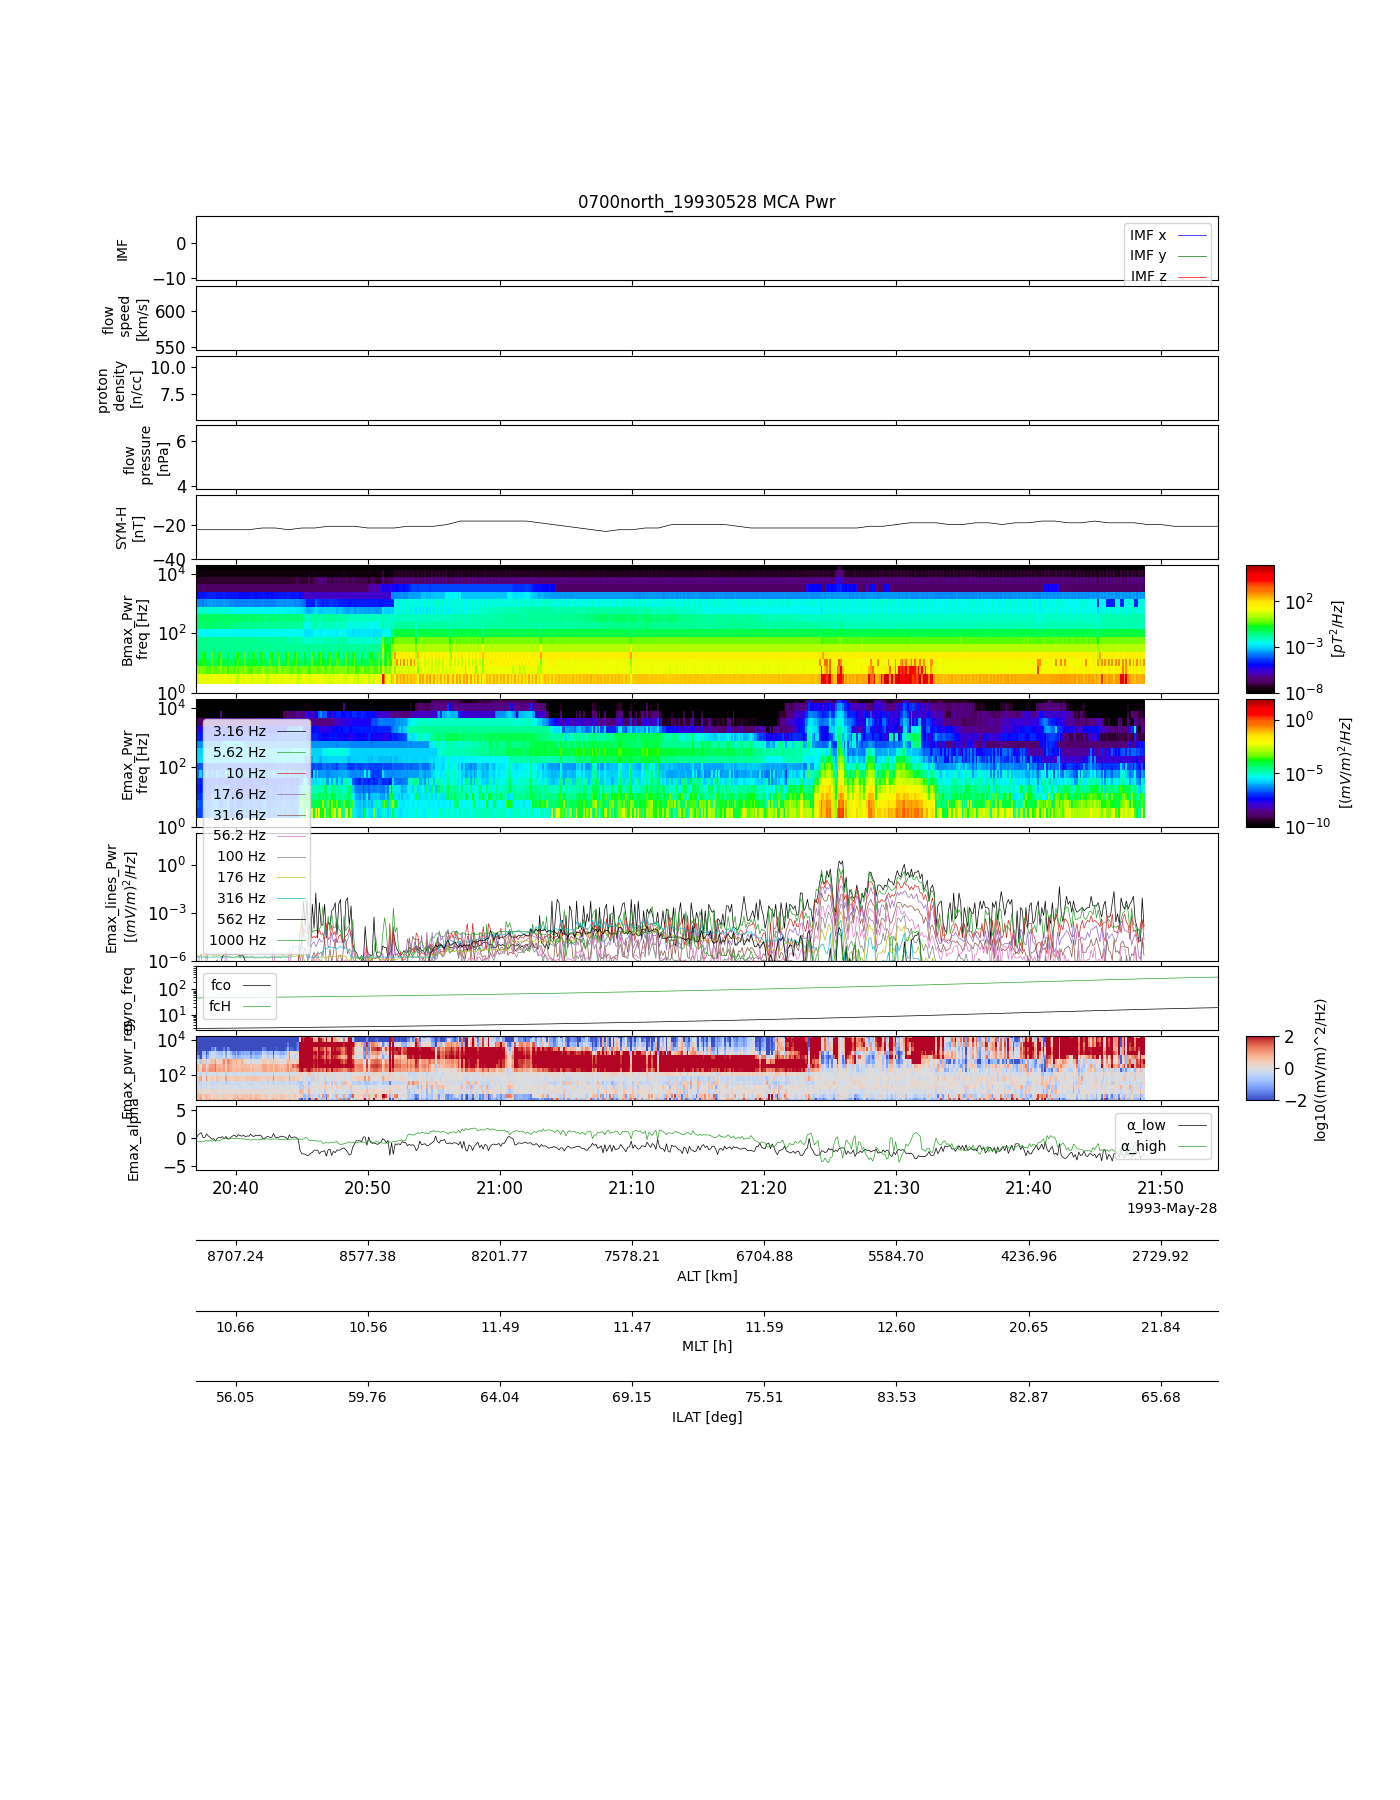 0700north_19930528 MCA Pwr
IMF
0
−10
IMF x
IMF y
IMF z
flow
speed
[km/s]
600
550
proton
density
[n/cc]
10.0
7.5
flow
pressure
[nPa]
6
4
SYM-H
[nT]
−20
−40
Bmax_Pwr
freq [Hz]
10^4
10^2
10^0
10^2
10^−3
10^−8
[pT^2/Hz]
Emax_Pwr
freq [Hz]
10^4
10^2
10^0
10^0
10^−5
10^−10
[(mV/m)^2/Hz]
3.16 Hz
5.62 Hz
10 Hz
17.6 Hz
31.6 Hz
56.2 Hz
100 Hz
176 Hz
316 Hz
562 Hz
1000 Hz
Emax_lines_Pwr
[(mV/m)^2/Hz]
10^0
10^−3
10^−6
gyro_freq
10^2
10^1
fco
fcH
10^4
10^2
2
0
−2
log10((mV/m)^2/Hz)
Emax_alpha
5
0
−5
α_low
α_high
20:40 20:50 21:00 21:10 21:20 21:30 21:40 21:50
1993-May-28
8707.24 8577.38 8201.77 7578.21 6704.88 5584.70 4236.96 2729.92
ALT [km]
10.66 10.56 11.49 11.47 11.59 12.60 20.65 21.84
MLT [h]
56.05 59.76 64.04 69.15 75.51 83.53 82.87 65.68
ILAT [deg]